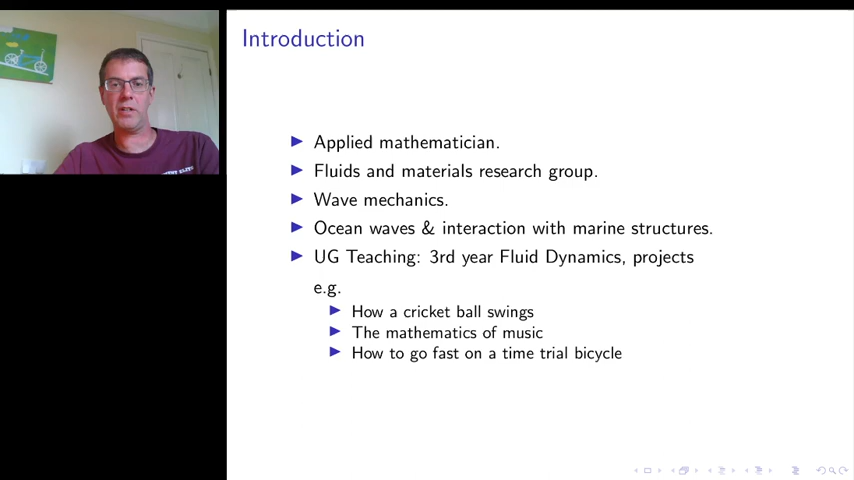 Introduction
Applied mathematician.
Fluids and materials research group.
Wave mechanics.
Ocean waves & interaction with marine structures.
UG Teaching: 3rd year Fluid Dynamics, projects
e.g.
How a cricket ball swings
The mathematics of music
How to go fast on a time trial bicycle